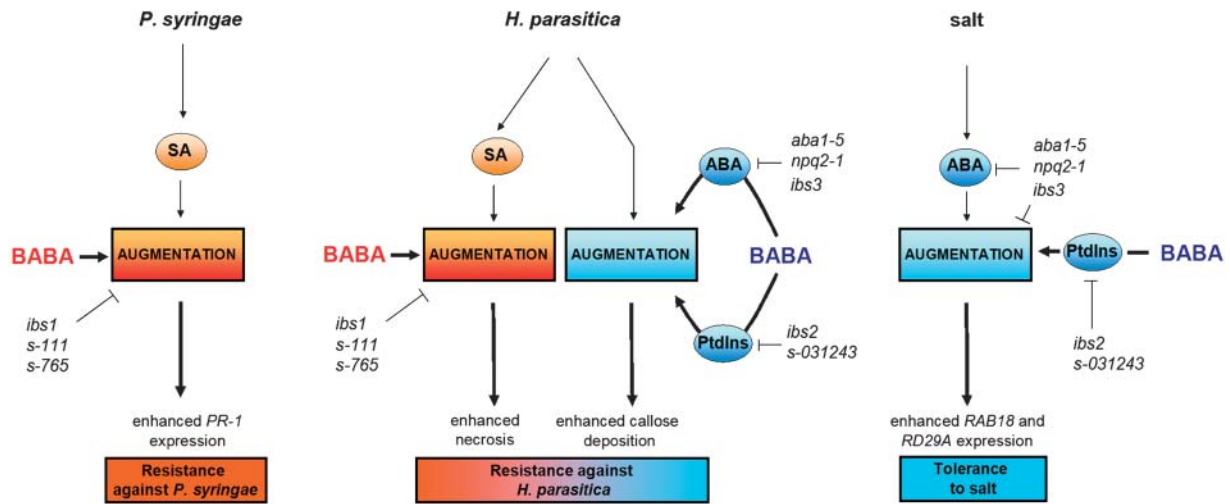 P. syringae
SA
BABA
AUGMENTATION
ibs1
s-111
s-765
enhanced PR-1
expression
Resistance
against P. syringae
H. parasitica
SA
BABA
AUGMENTATION
ibs1
s-111
s-765
AUGMENTATION
ABA
aba1-5
npq2-1
ibs3
BABA
PtdIns
ibs2
s-031243
enhanced
necrosis
enhanced callose
deposition
Resistance against
H. parasitica
salt
ABA
aba1-5
npq2-1
ibs3
AUGMENTATION
PtdIns
BABA
ibs2
s-031243
enhanced RAB18 and
RD29A expression
Tolerance
to salt